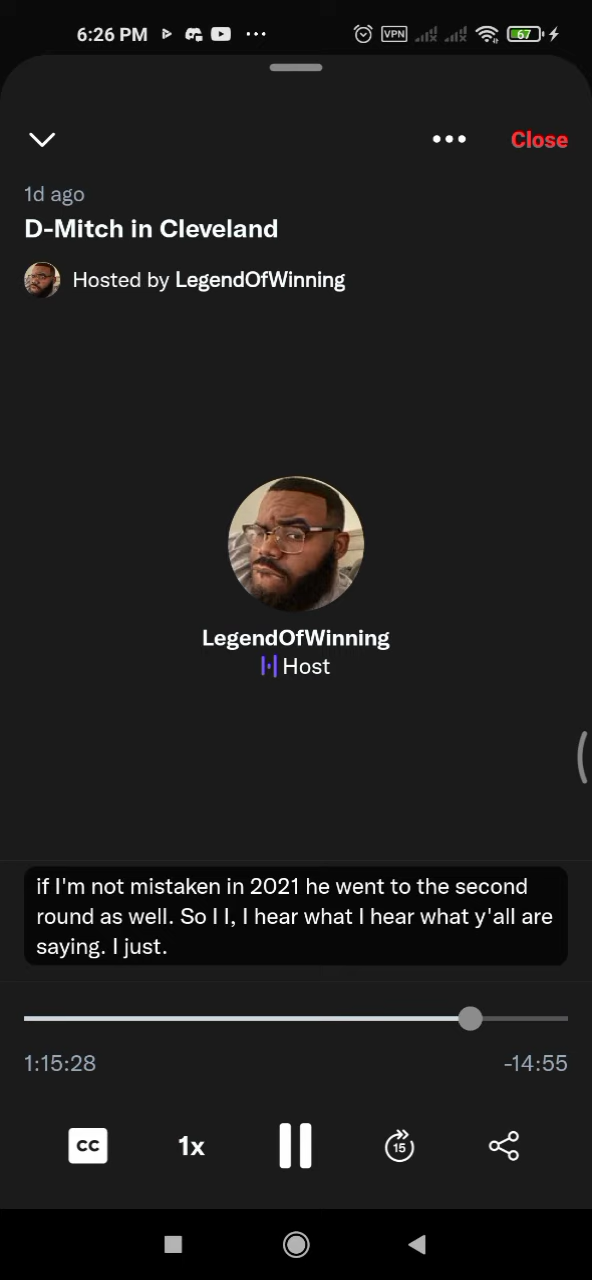 6:26 PM
VPN
67
Close
1d ago
D-Mitch in Cleveland
Hosted by LegendOfWinning
LegendOfWinning
Host
if I'm not mistaken in 2021 he went to the second
round as well. So I I, I hear what I hear what y'all are
saying. I just.
1:15:28
-14:55
CC
1x
15